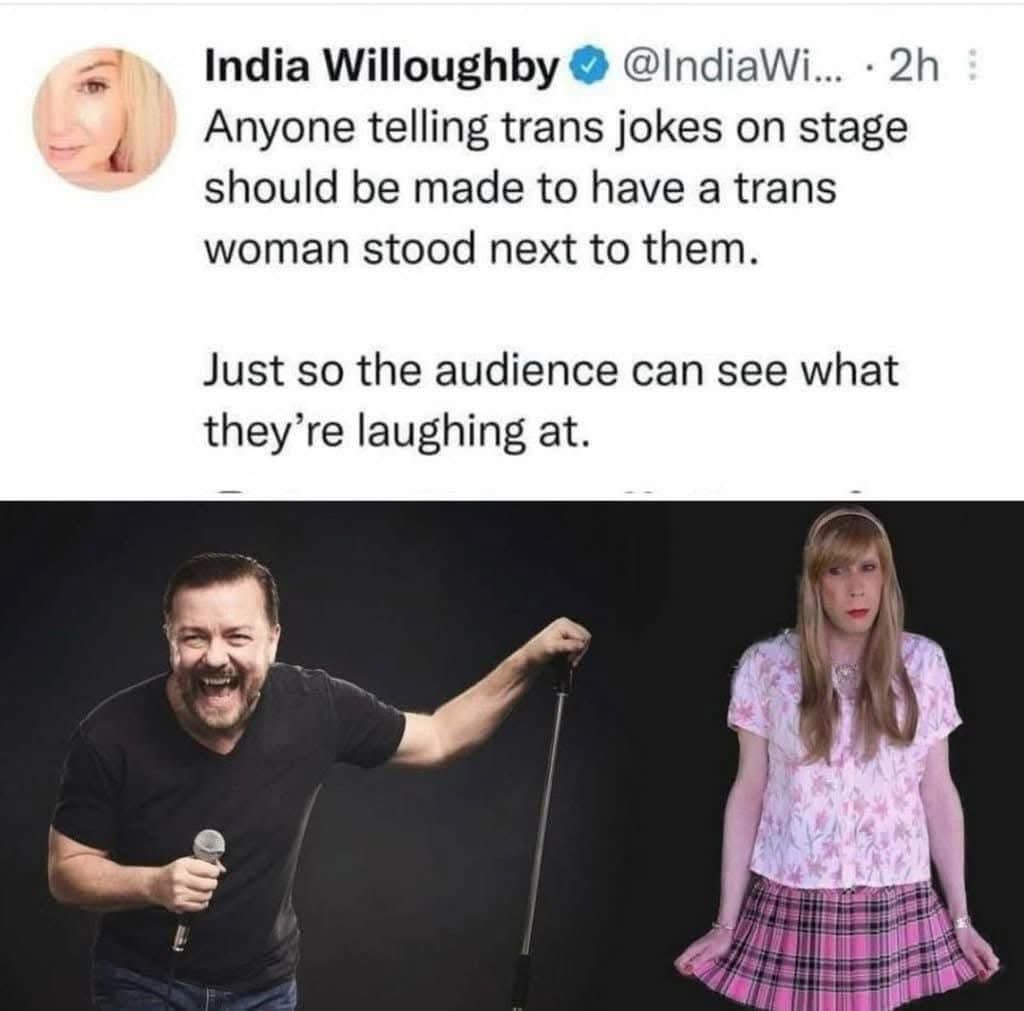 India Willoughby @IndiaWi... · 2h
Anyone telling trans jokes on stage
should be made to have a trans
woman stood next to them.
Just so the audience can see what
they're laughing at.